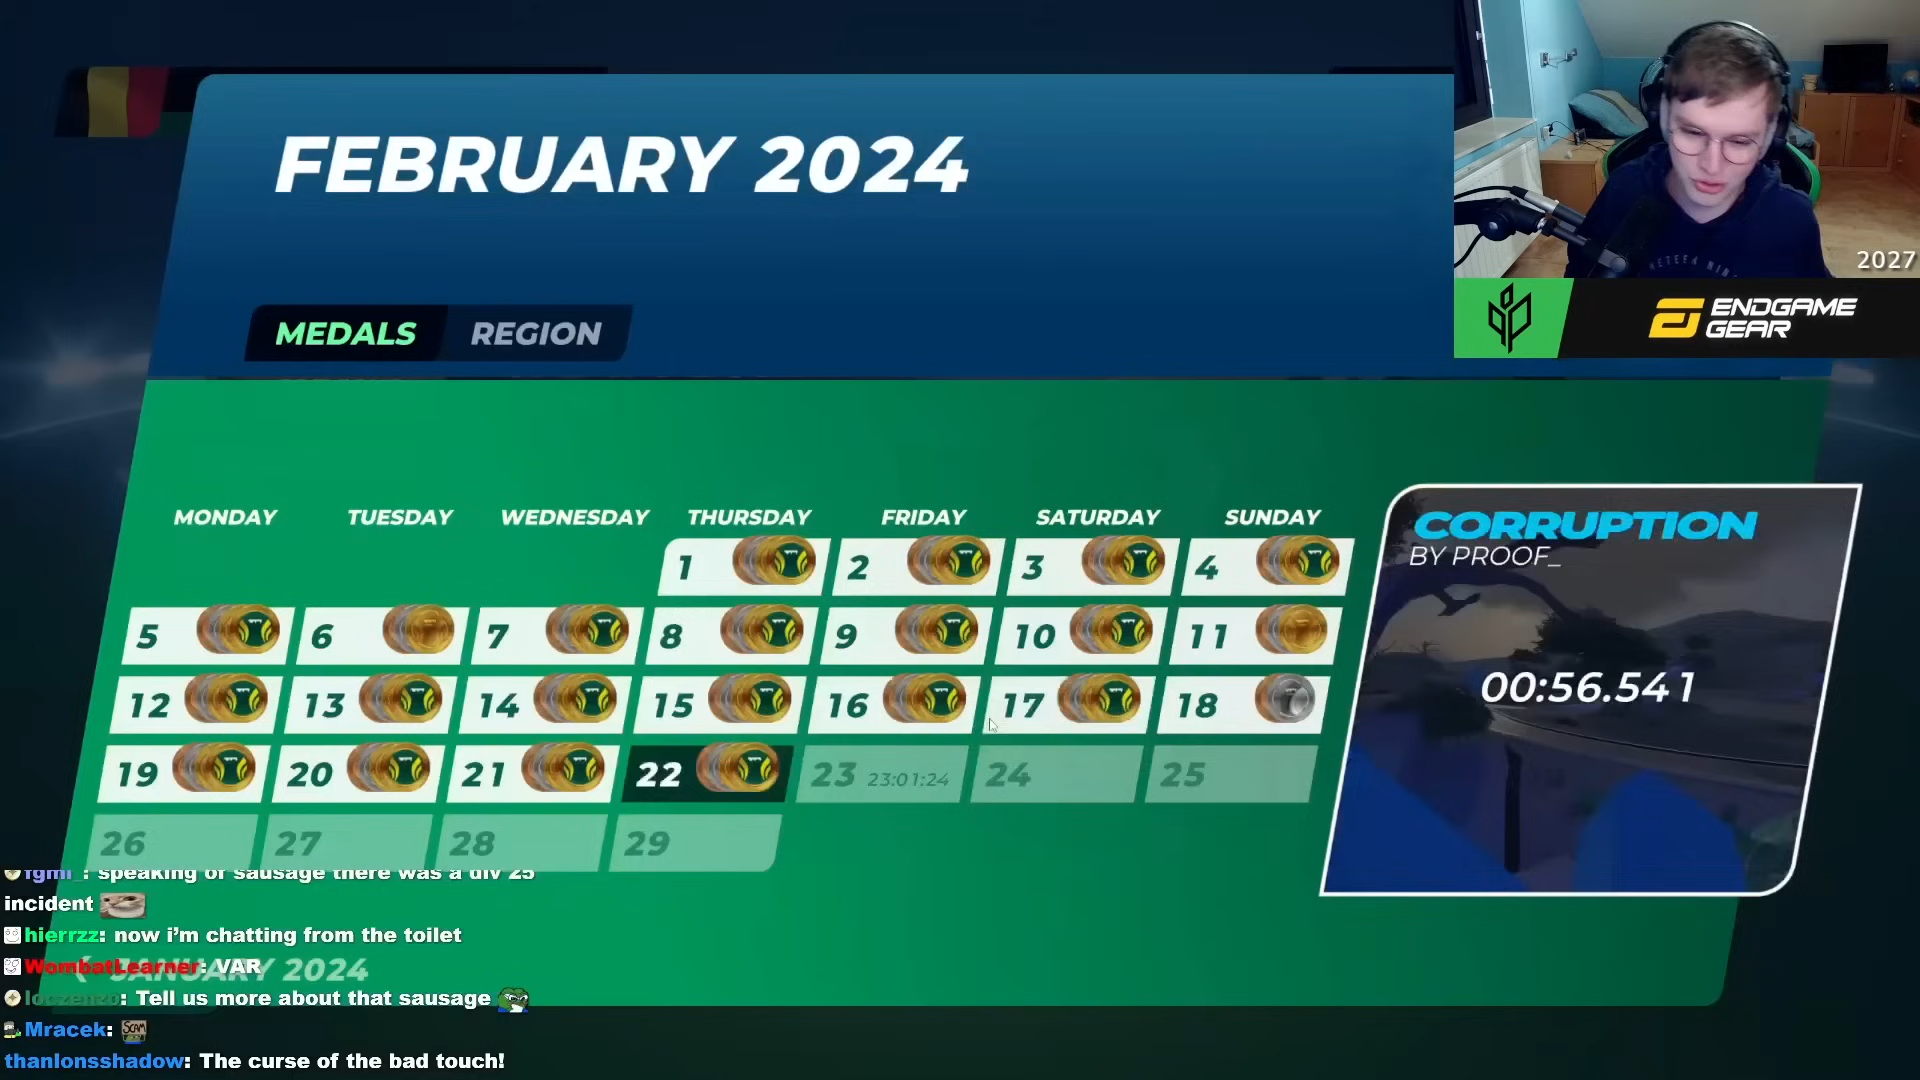 FEBRUARY 2024
2027
ENDGAME
GEAR
MEDALS REGION
MONDAY TUESDAY WEDNESDAY THURSDAY FRIDAY SATURDAY SUNDAY
1 2 3 4
5 6 7 8 9 10 11
12 13 14 15 16 17 18
19 20 21 22 23 23:01:24 24 25
26 27 28 29
CORRUPTION
BY PROOF_
00:56.541
: speaking of sausage there was a div 25
incident
hierrzz: now i’m chatting from the toilet
WombatLearner: VAR
JANUARY 2024
loczenzo: Tell us more about that sausage
Mracek: SCAM
thanlonsshadow: The curse of the bad touch!